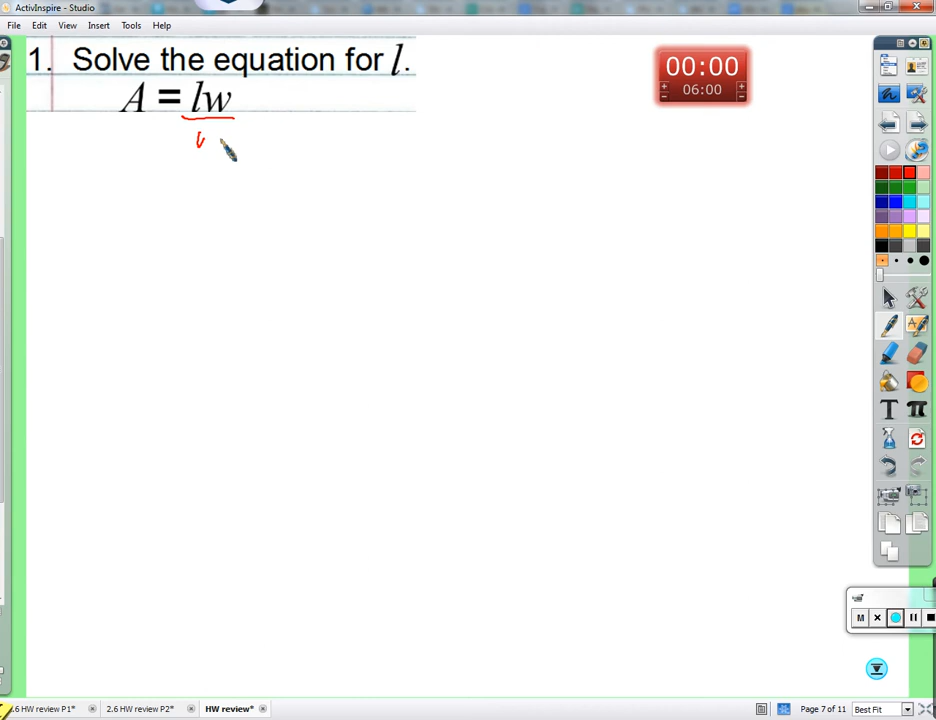 ActivInspire - Studio
File Edit View Insert Tools Help
1. Solve the equation for l.
A = lw
00:00
06:00
M
2.6 HW review P1*
2.6 HW review P2*
HW review*
Page 7 of 11
Best Fit